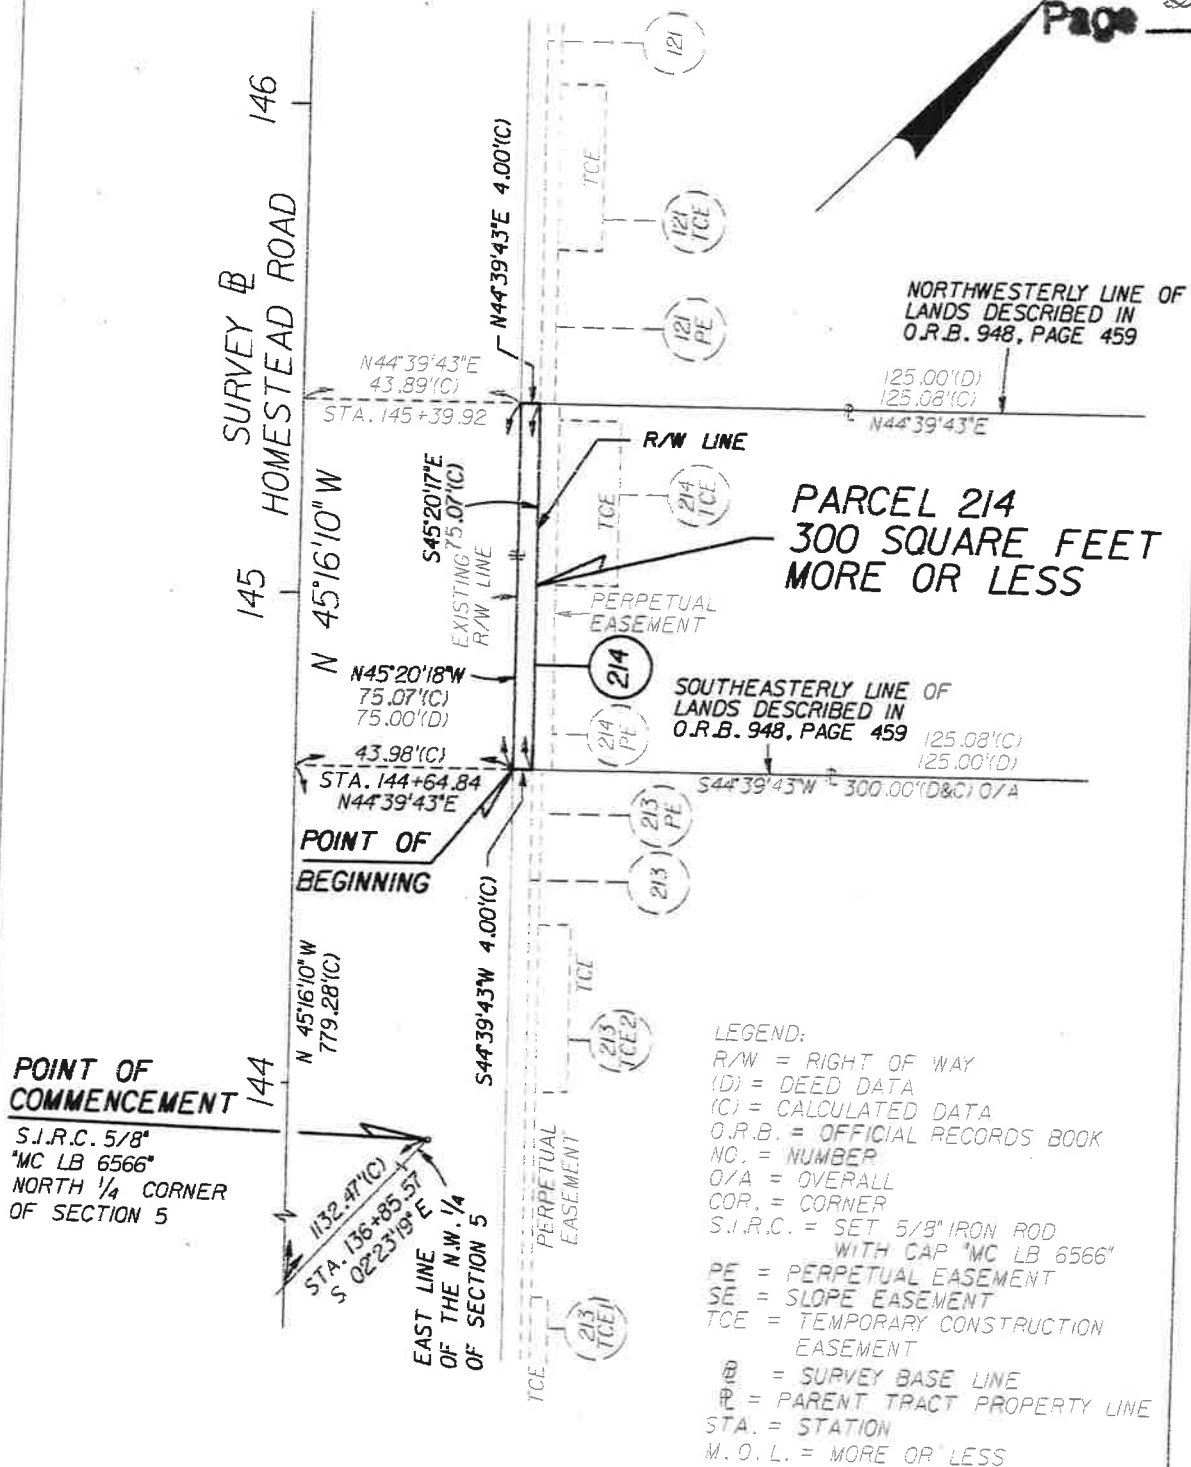 Page
121
146
TCE
N44°39'43"E 4.00'(C)
121
TCE
SURVEY
HOMESTEAD ROAD
121
PE
NORTHWESTERLY LINE OF
LANDS DESCRIBED IN
O.R.B. 948, PAGE 459
N44°39'43"E
43.89'(C)
STA. 145+39.92
125.00'(D)
125.08'(C)
N44°39'43"E
R/W LINE
S45°20'17"E
75.07'(C)
EXISTING
R/W LINE
TCE
214
TCE
PARCEL 214
300 SQUARE FEET
MORE OR LESS
145
N 45°16'10" W
PERPETUAL
EASEMENT
214
N45°20'18"W
75.07'(C)
75.00'(D)
SOUTHEASTERLY LINE OF
LANDS DESCRIBED IN
O.R.B. 948, PAGE 459
214
PE
125.08'(C)
125.00'(D)
43.98'(C)
STA. 144+64.84
N44°39'43"E
S44°39'43"W
300.00'(D&C) O/A
213
PE
POINT OF
BEGINNING
213
S44°39'43"W 4.00'(C)
N 45°16'10" W
779.28'(C)
TCE
213
TCE2
144
POINT OF
COMMENCEMENT
S.I.R.C. 5/8"
"MC LB 6566"
NORTH 1/4 CORNER
OF SECTION 5
1132.47'(C)
STA. 136+85.57
S 02°23'19" E
EAST LINE
OF THE N.W. 1/4
OF SECTION 5
PERPETUAL
EASEMENT
TCE
213
TCE1
LEGEND:
R/W = RIGHT OF WAY
(D) = DEED DATA
(C) = CALCULATED DATA
O.R.B. = OFFICIAL RECORDS BOOK
NO. = NUMBER
O/A = OVERALL
COR. = CORNER
S.I.R.C. = SET 5/8" IRON ROD
WITH CAP "MC LB 6566"
PE = PERPETUAL EASEMENT
SE = SLOPE EASEMENT
TCE = TEMPORARY CONSTRUCTION
EASEMENT
= SURVEY BASE LINE
= PARENT TRACT PROPERTY LINE
STA. = STATION
M.O.L. = MORE OR LESS